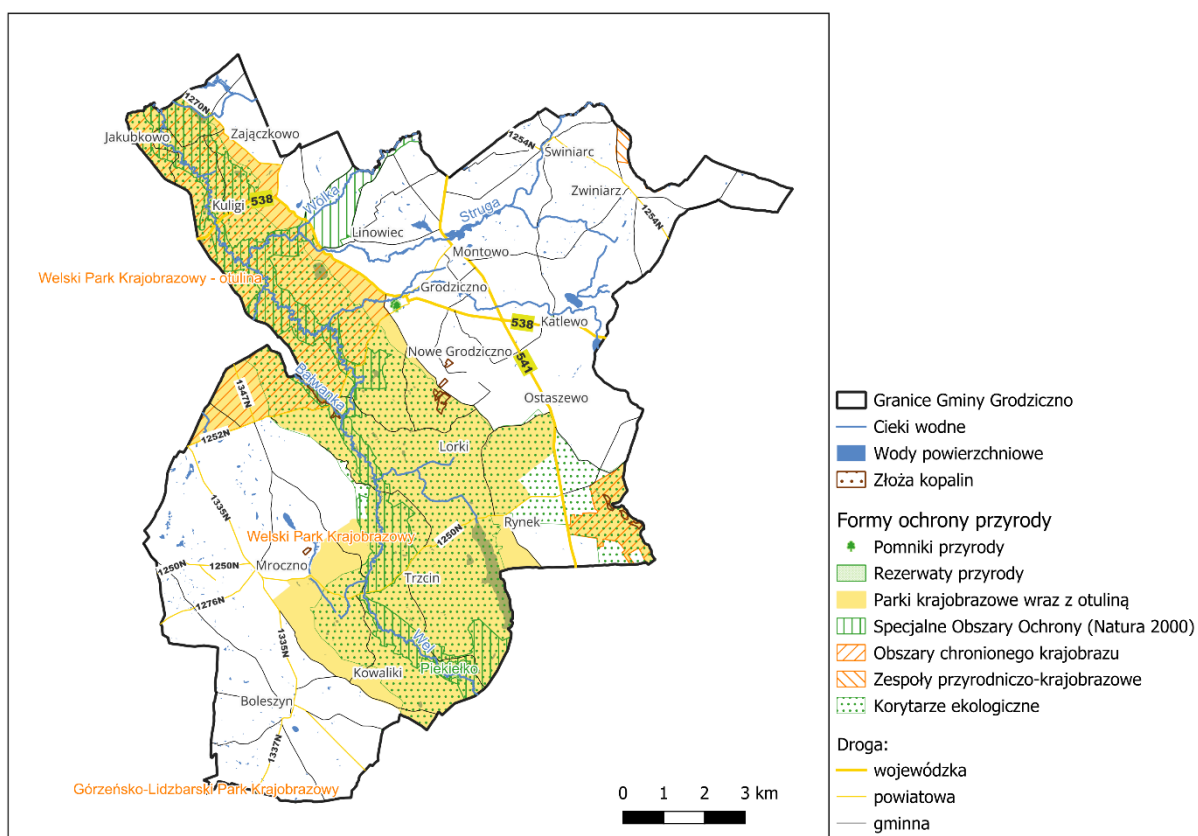 1270N
Jakubkowo
Zajączkowo
1254N
Świniarc
Zwiniarz
1254N
Kuligi
538
Wólka
Struga
Linowiec
Montowo
Welski Park Krajobrazowy - otulina
Grodziczno
538
Katlewo
Nowe Grodziczno
541
Bałwanka
1347N
Ostaszewo
1252N
Lorki
1335N
Rynek
Welski Park Krajobrazowy
1250N
1250N
1250N
Mroczno
Trzcin
1276N
1335N
Wel
Piekiełko
Kowaliki
Boleszyn
1337N
Górzeńsko-Lidzbarski Park Krajobrazowy
0 1 2 3 km
Granice Gminy Grodziczno
Cieki wodne
Wody powierzchniowe
Złoża kopalin
Formy ochrony przyrody
Pomniki przyrody
Rezerwaty przyrody
Parki krajobrazowe wraz z otuliną
Specjalne Obszary Ochrony (Natura 2000)
Obszary chronionego krajobrazu
Zespoły przyrodniczo-krajobrazowe
Korytarze ekologiczne
Droga:
wojewódzka
powiatowa
gminna